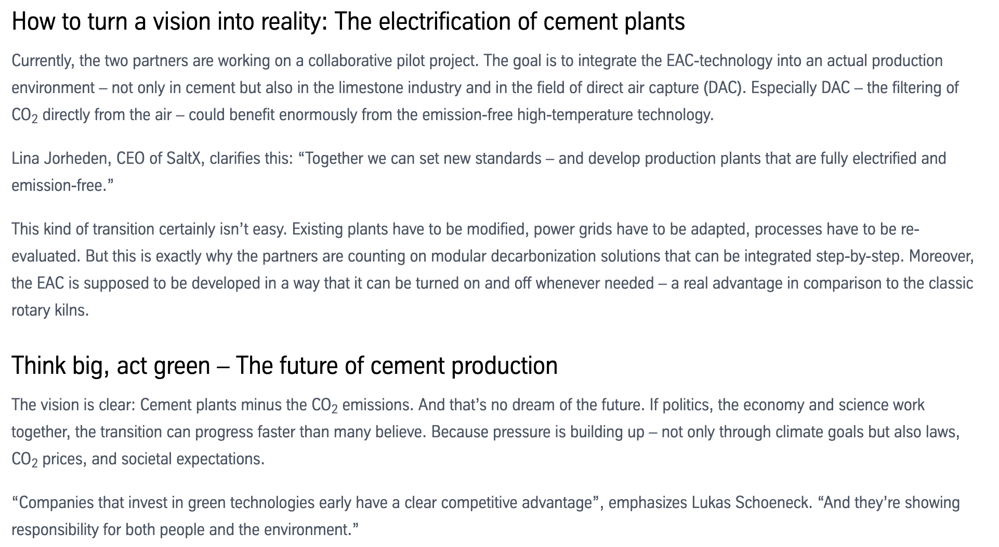 How to turn a vision into reality: The electrification of cement plants
Currently, the two partners are working on a collaborative pilot project. The goal is to integrate the EAC-technology into an actual production
environment – not only in cement but also in the limestone industry and in the field of direct air capture (DAC). Especially DAC – the filtering of
CO₂ directly from the air – could benefit enormously from the emission-free high-temperature technology.
Lina Jorheden, CEO of SaltX, clarifies this: “Together we can set new standards – and develop production plants that are fully electrified and
emission-free.”
This kind of transition certainly isn’t easy. Existing plants have to be modified, power grids have to be adapted, processes have to be re-
evaluated. But this is exactly why the partners are counting on modular decarbonization solutions that can be integrated step-by-step. Moreover,
the EAC is supposed to be developed in a way that it can be turned on and off whenever needed – a real advantage in comparison to the classic
rotary kilns.
Think big, act green – The future of cement production
The vision is clear: Cement plants minus the CO₂ emissions. And that’s no dream of the future. If politics, the economy and science work
together, the transition can progress faster than many believe. Because pressure is building up – not only through climate goals but also laws,
CO₂ prices, and societal expectations.
“Companies that invest in green technologies early have a clear competitive advantage”, emphasizes Lukas Schoeneck. “And they’re showing
responsibility for both people and the environment.”